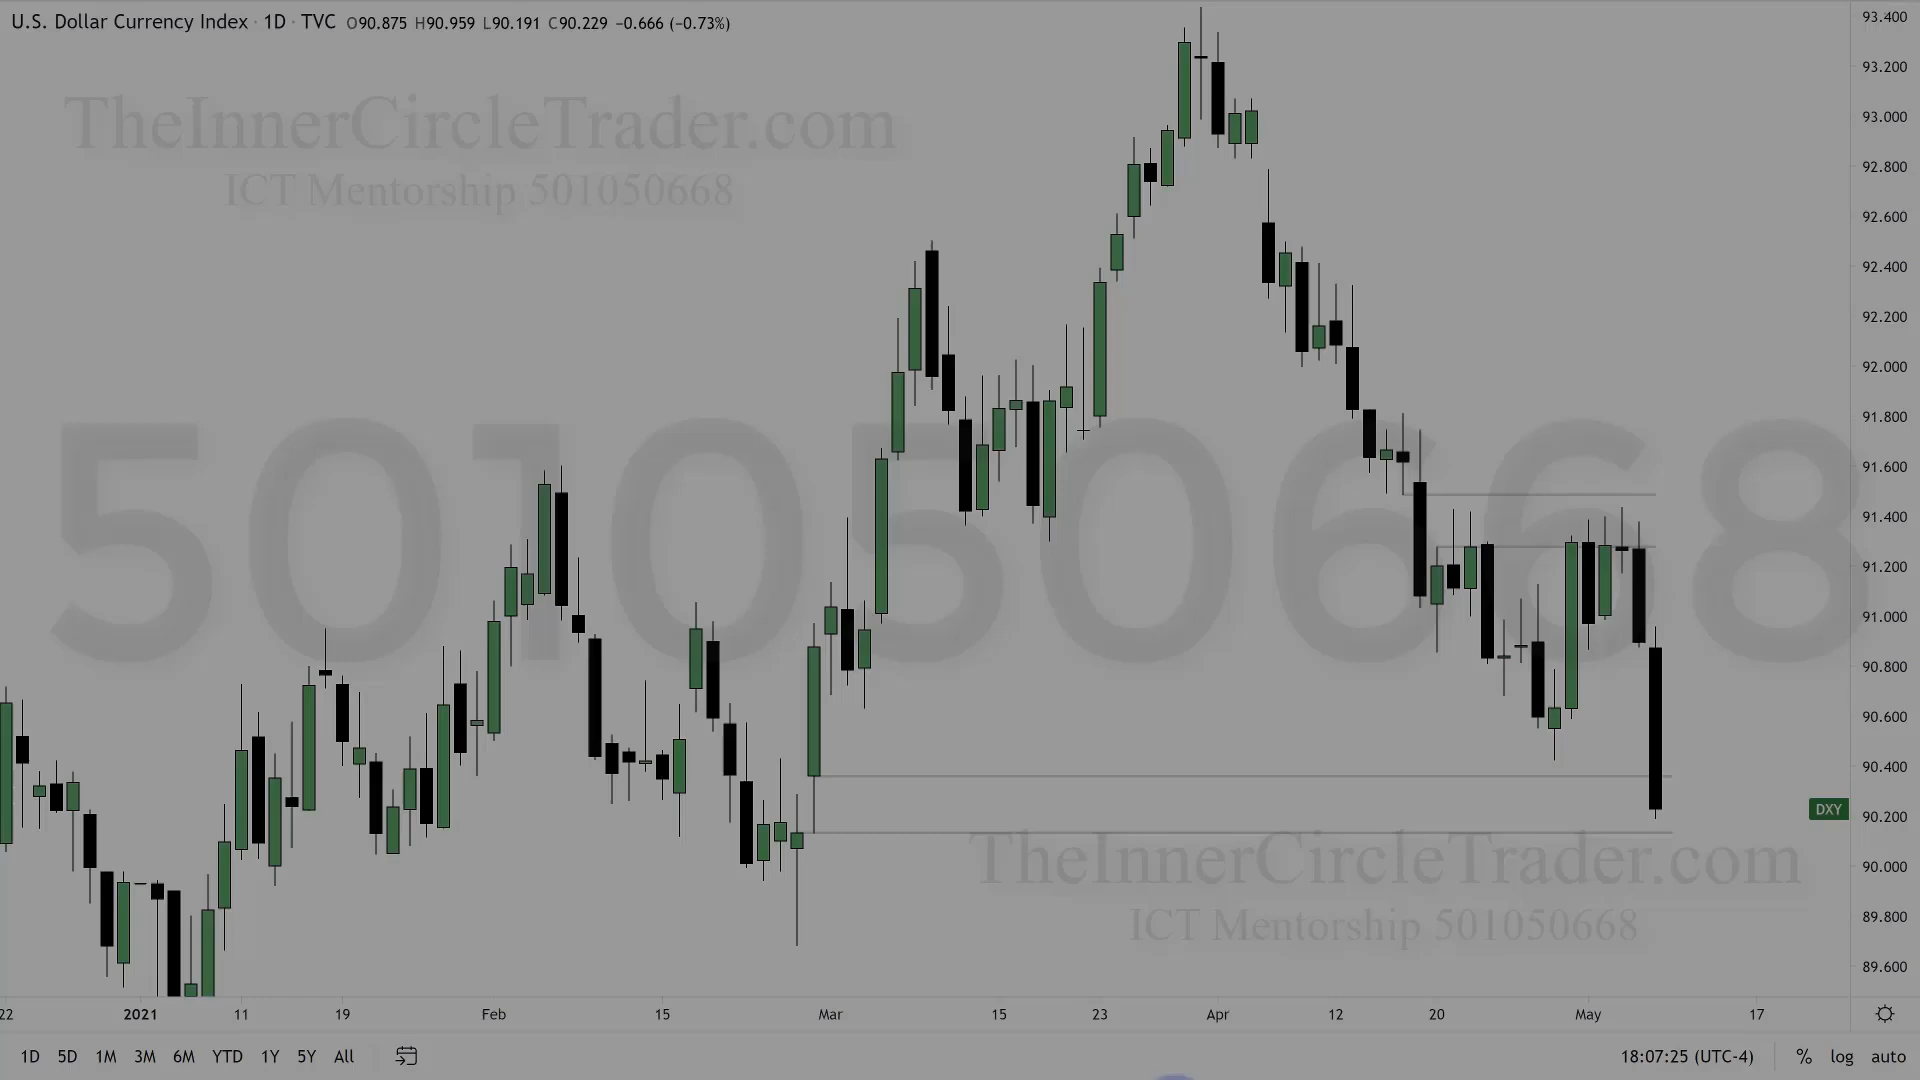 U.S. Dollar Currency Index · 1D · TVC O90.875 H90.959 L90.191 C90.229 −0.666 (−0.73%)
TheInnerCircleTrader.com
ICT Mentorship 501050668
501050668
TheInnerCircleTrader.com
ICT Mentorship 501050668
93.400
93.200
93.000
92.800
92.600
92.400
92.200
92.000
91.800
91.600
91.400
91.200
91.000
90.800
90.600
90.400
DXY
90.200
90.000
89.800
89.600
22 2021 11 19 Feb 15 Mar 15 23 Apr 12 20 May 17
1D 5D 1M 3M 6M YTD 1Y 5Y All 18:07:25 (UTC-4) % log auto